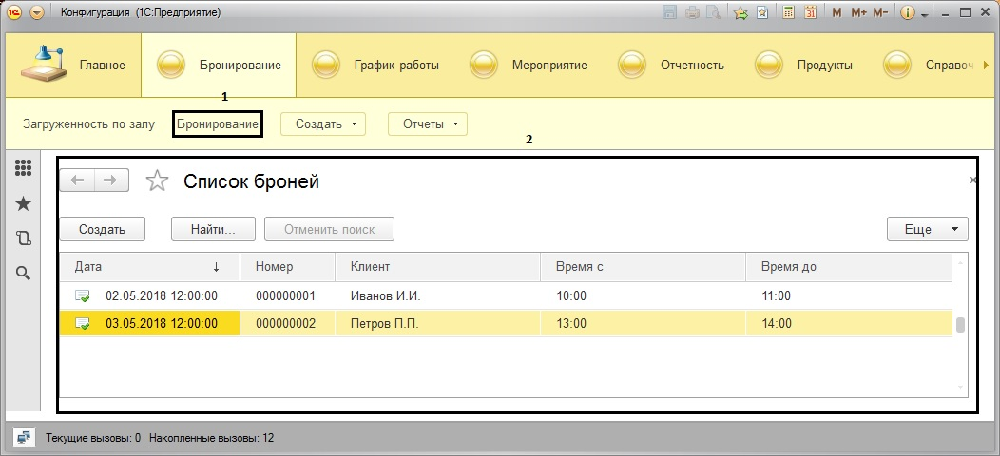 Конфигурация (1С:Предприятие)
31 M M+ M-
Главное Бронирование График работы Мероприятие Отчетность Продукты Справоч
1
Загруженность по залу Бронирование Создать Отчеты
2
Список броней
Создать Найти... Отменить поиск Еще
Дата Номер Клиент Время с Время до
02.05.2018 12:00:00 000000001 Иванов И.И. 10:00 11:00
03.05.2018 12:00:00 000000002 Петров П.П. 13:00 14:00
Текущие вызовы: 0 Накопленные вызовы: 12